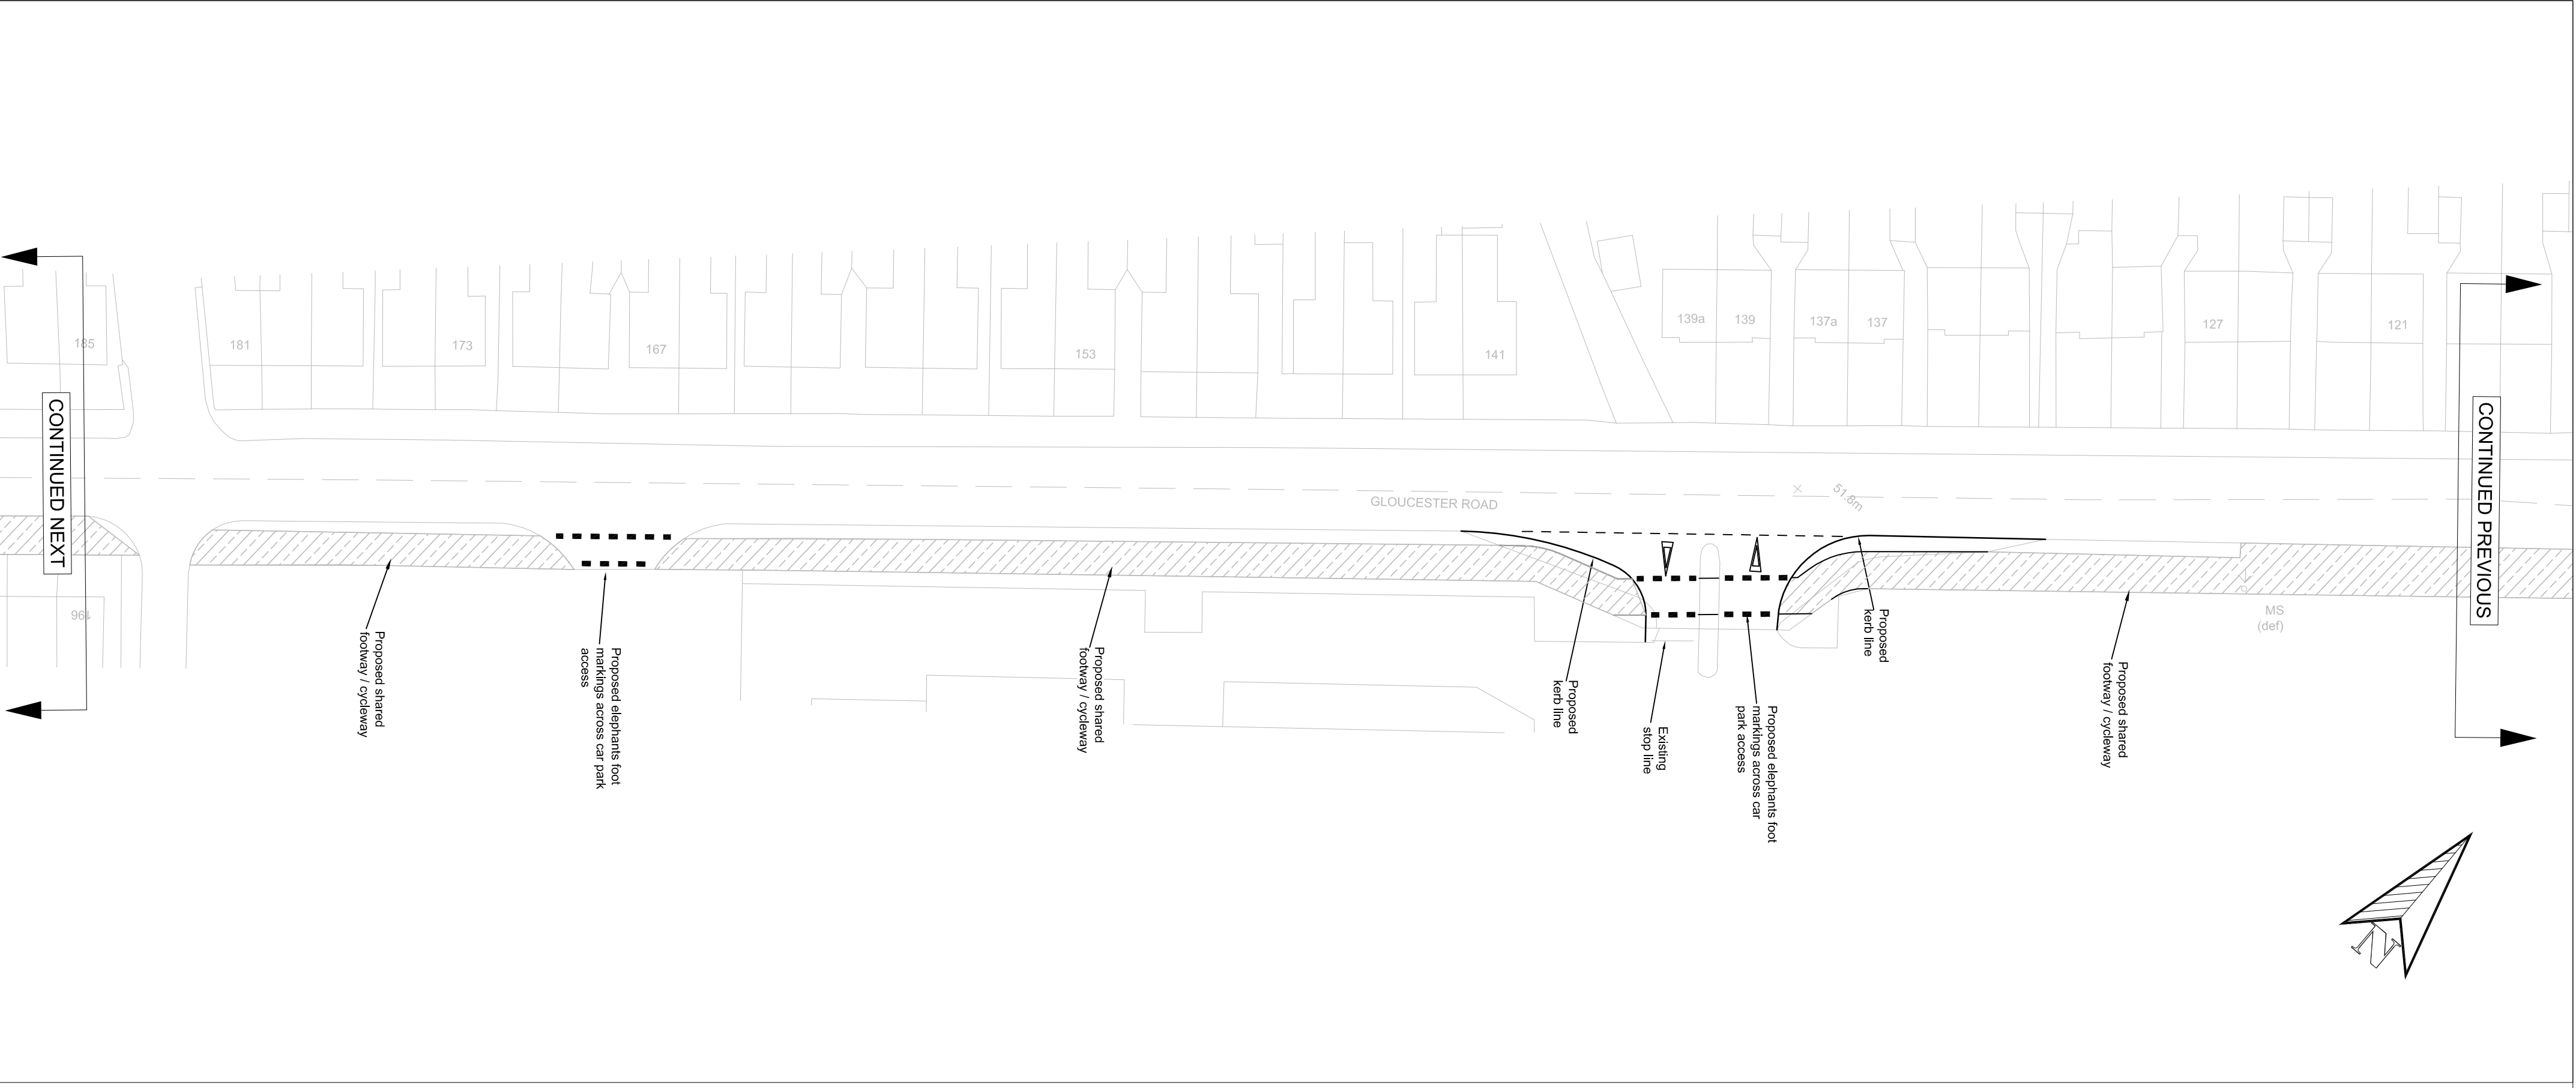 185
181
173
167
153
141
139a
139
137a
137
127
121
CONTINUED NEXT
CONTINUED PREVIOUS
GLOUCESTER ROAD
51.8m
MS
(def)
196
Proposed shared
footway / cycleway
Proposed elephants foot
markings across car park
access
Proposed shared
footway / cycleway
Proposed
kerb line
Existing
stop line
Proposed elephants foot
markings across car
park access
Proposed
kerb line
Proposed shared
footway / cycleway
N